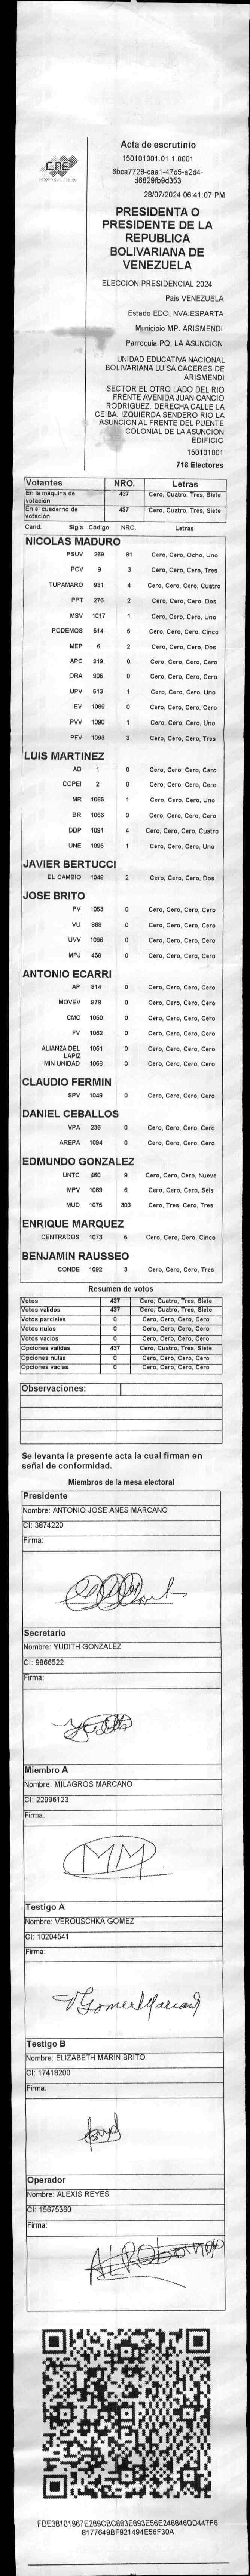 CNE
Acta de escrutinio
150101001.01.1.0001
6bca7728-caa1-47d5-a2d4-
d6829fb9d353
28/07/2024 06:41:07 PM
PRESIDENTA O
PRESIDENTE DE LA
REPUBLICA
BOLIVARIANA DE
VENEZUELA
ELECCIÓN PRESIDENCIAL 2024
País VENEZUELA
Estado EDO. NVA.ESPARTA
Municipio MP. ARISMENDI
Parroquia PQ. LA ASUNCION
UNIDAD EDUCATIVA NACIONAL
BOLIVARIANA LUISA CACERES DE
ARISMENDI
SECTOR EL OTRO LADO DEL RIO
FRENTE AVENIDA JUAN CANCIO
RODRIGUEZ. DERECHA CALLE LA
CEIBA. IZQUIERDA SENDERO RIO LA
ASUNCION AL FRENTE DEL PUENTE
COLONIAL DE LA ASUNCION
EDIFICIO
150101001
718 Electores
Votantes NRO. Letras
En la máquina de votación 437 Cero, Cuatro, Tres, Siete
En el cuaderno de votación 437 Cero, Cuatro, Tres, Siete
Cand. Sigla Código NRO. Letras
NICOLAS MADURO
PSUV 269 81 Cero, Cero, Ocho, Uno
PCV 9 3 Cero, Cero, Cero, Tres
TUPAMARO 931 4 Cero, Cero, Cero, Cuatro
PPT 276 2 Cero, Cero, Cero, Dos
MSV 1017 1 Cero, Cero, Cero, Uno
PODEMOS 514 5 Cero, Cero, Cero, Cinco
MEP 6 2 Cero, Cero, Cero, Dos
APC 219 0 Cero, Cero, Cero, Cero
ORA 906 0 Cero, Cero, Cero, Cero
UPV 613 1 Cero, Cero, Cero, Uno
EV 1089 0 Cero, Cero, Cero, Cero
PVV 1090 1 Cero, Cero, Cero, Uno
PFV 1093 3 Cero, Cero, Cero, Tres
LUIS MARTINEZ
AD 1 0 Cero, Cero, Cero, Cero
COPEI 2 0 Cero, Cero, Cero, Cero
MR 1065 1 Cero, Cero, Cero, Uno
BR 1066 0 Cero, Cero, Cero, Cero
DDP 1091 4 Cero, Cero, Cero, Cuatro
UNE 1095 1 Cero, Cero, Cero, Uno
JAVIER BERTUCCI
EL CAMBIO 1048 2 Cero, Cero, Cero, Dos
JOSE BRITO
PV 1053 0 Cero, Cero, Cero, Cero
VU 868 0 Cero, Cero, Cero, Cero
UVV 1096 0 Cero, Cero, Cero, Cero
MPJ 458 0 Cero, Cero, Cero, Cero
ANTONIO ECARRI
AP 814 0 Cero, Cero, Cero, Cero
MOVEV 878 0 Cero, Cero, Cero, Cero
CMC 1050 0 Cero, Cero, Cero, Cero
FV 1062 0 Cero, Cero, Cero, Cero
ALIANZA DEL LAPIZ 1051 0 Cero, Cero, Cero, Cero
MIN UNIDAD 1068 0 Cero, Cero, Cero, Cero
CLAUDIO FERMIN
SPV 1049 0 Cero, Cero, Cero, Cero
DANIEL CEBALLOS
VPA 236 0 Cero, Cero, Cero, Cero
AREPA 1094 0 Cero, Cero, Cero, Cero
EDMUNDO GONZALEZ
UNTC 460 9 Cero, Cero, Cero, Nueve
MPV 1069 6 Cero, Cero, Cero, Seis
MUD 1075 303 Cero, Tres, Cero, Tres
ENRIQUE MARQUEZ
CENTRADOS 1073 5 Cero, Cero, Cero, Cinco
BENJAMIN RAUSSEO
CONDE 1092 3 Cero, Cero, Cero, Tres
Resumen de votos
Votos 437 Cero, Cuatro, Tres, Siete
Votos validos 437 Cero, Cuatro, Tres, Siete
Votos parciales 0 Cero, Cero, Cero, Cero
Votos nulos 0 Cero, Cero, Cero, Cero
Votos vacíos 0 Cero, Cero, Cero, Cero
Opciones validas 437 Cero, Cuatro, Tres, Siete
Opciones nulas 0 Cero, Cero, Cero, Cero
Opciones vacías 0 Cero, Cero, Cero, Cero
Observaciones:
Se levanta la presente acta la cual firman en
señal de conformidad.
Miembros de la mesa electoral
Presidente
Nombre: ANTONIO JOSE ANES MARCANO
CI: 3874220
Firma:
Secretario
Nombre: YUDITH GONZALEZ
CI: 9866522
Firma:
Miembro A
Nombre: MILAGROS MARCANO
CI: 22996123
Firma:
MM
Testigo A
Nombre: VEROUSCHKA GOMEZ
CI: 10204541
Firma:
Testigo B
Nombre: ELIZABETH MARIN BRITO
CI: 17418200
Firma:
Operador
Nombre: ALEXIS REYES
CI: 15675360
Firma:
FDE38101967E289CBC863E893E56E248846DD447F6
8177649BF921494E56F30A